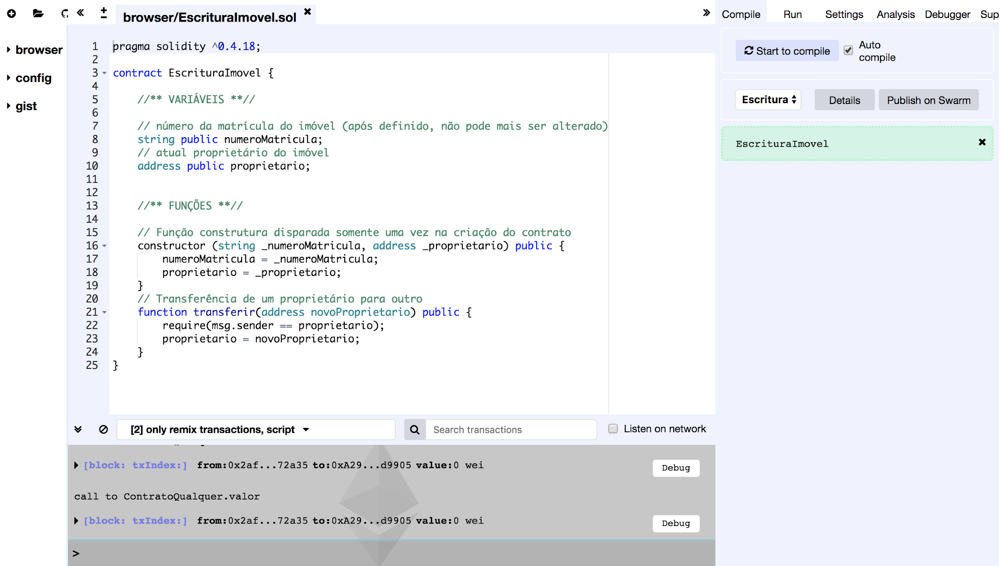 browser/EscrituraImovel.sol
Compile Run Settings Analysis Debugger Sup
browser
config
gist
1 pragma solidity ^0.4.18;
2
3 contract EscrituraImovel {
4
5 //** VARIÁVEIS **//
6
7 // número da matrícula do imóvel (após definido, não pode mais ser alterado)
8 string public numeroMatricula;
9 // atual proprietário do imóvel
10 address public proprietario;
11
12
13 //** FUNÇÕES **//
14
15 // Função construtura disparada somente uma vez na criação do contrato
16 constructor (string _numeroMatricula, address _proprietario) public {
17 numeroMatricula = _numeroMatricula;
18 proprietario = _proprietario;
19 }
20 // Transferência de um proprietário para outro
21 function transferir(address novoProprietario) public {
22 require(msg.sender == proprietario);
23 proprietario = novoProprietario;
24 }
25 }
Start to compile
Auto
compile
Escritura Details Publish on Swarm
EscrituraImovel
[2] only remix transactions, script
Search transactions
Listen on network
[block: txIndex:] from:0x2af...72a35 to:0xA29...d9905 value:0 wei
Debug
call to ContratoQualquer.valor
[block: txIndex:] from:0x2af...72a35 to:0xA29...d9905 value:0 wei
Debug
>